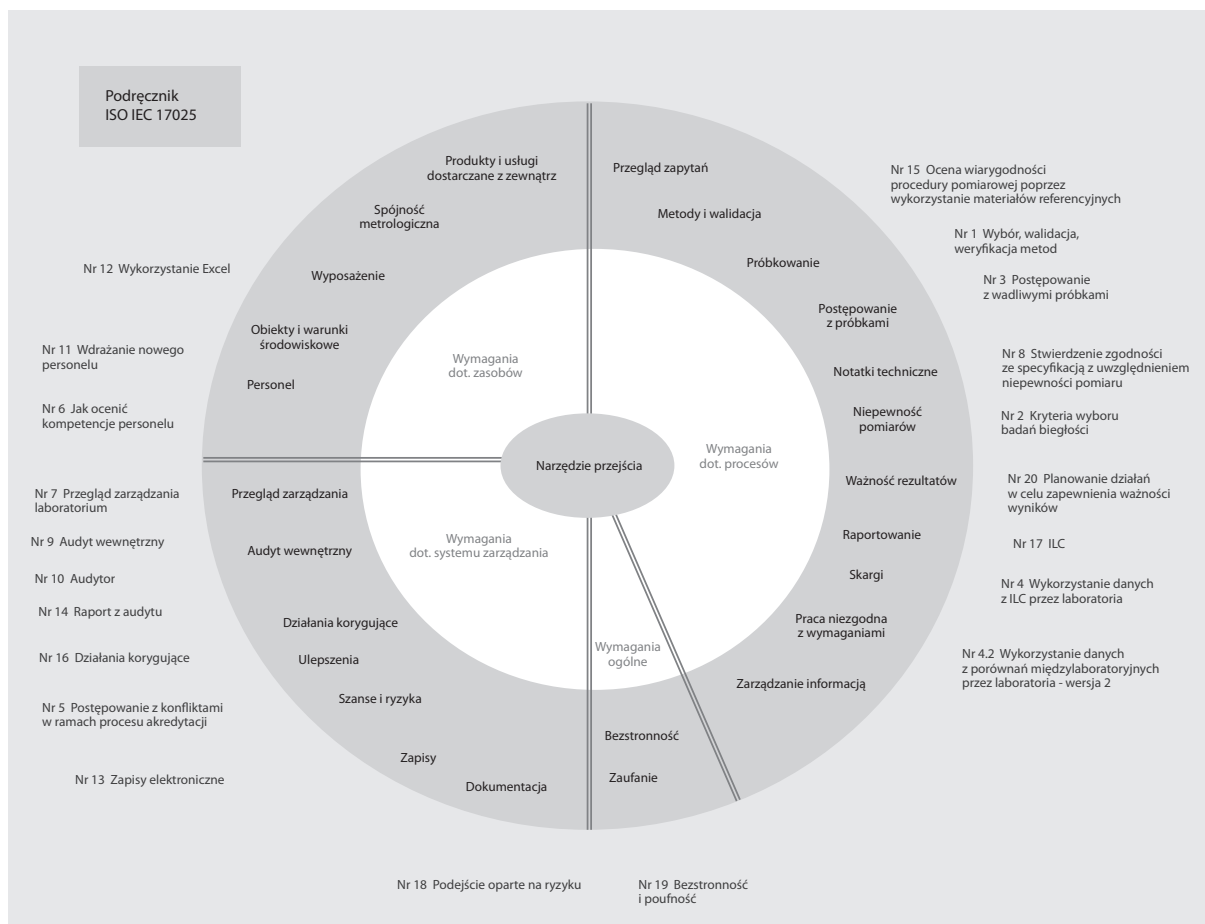 Podręcznik
ISO IEC 17025
Produkty i usługi
dostarczane z zewnątrz
Spójność
metrologiczna
Wyposażenie
Obiekty i warunki
środowiskowe
Personel
Przegląd zapytań
Metody i walidacja
Próbkowanie
Postępowanie
z próbkami
Notatki techniczne
Niepewność
pomiarów
Ważność rezultatów
Raportowanie
Skargi
Praca niezgodna
z wymaganiami
Zarządzanie informacją
Bezstronność
Zaufanie
Przegląd zarządzania
Audyt wewnętrzny
Działania korygujące
Ulepszenia
Szanse i ryzyka
Zapisy
Dokumentacja
Wymagania
dot. zasobów
Wymagania
dot. procesów
Narzędzie przejścia
Wymagania
dot. systemu zarządzania
Wymagania
ogólne
Nr 12 Wykorzystanie Excel
Nr 11 Wdrażanie nowego
personelu
Nr 6 Jak ocenić
kompetencje personelu
Nr 7 Przegląd zarządzania
laboratorium
Nr 9 Audyt wewnętrzny
Nr 10 Audytor
Nr 14 Raport z audytu
Nr 16 Działania korygujące
Nr 5 Postępowanie z konfliktami
w ramach procesu akredytacji
Nr 13 Zapisy elektroniczne
Nr 15 Ocena wiarygodności
procedury pomiarowej poprzez
wykorzystanie materiałów referencyjnych
Nr 1 Wybór, walidacja,
weryfikacja metod
Nr 3 Postępowanie
z wadliwymi próbkami
Nr 8 Stwierdzenie zgodności
ze specyfikacją z uwzględnieniem
niepewności pomiaru
Nr 2 Kryteria wyboru
badań biegłości
Nr 20 Planowanie działań
w celu zapewnienia ważności
wyników
Nr 17 ILC
Nr 4 Wykorzystanie danych
z ILC przez laboratoria
Nr 4.2 Wykorzystanie danych
z porównań międzylaboratoryjnych
przez laboratoria - wersja 2
Nr 18 Podejście oparte na ryzyku
Nr 19 Bezstronność
i poufność